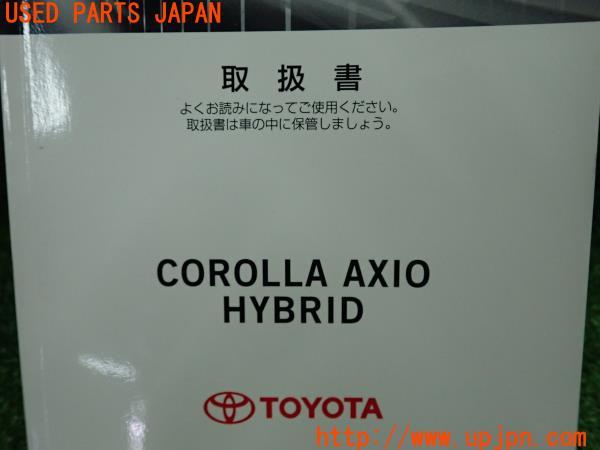 USED PARTS JAPAN
取扱書
よくお読みになってご使用ください。
取扱書は車の中に保管しましょう。
COROLLA AXIO
HYBRID
TOYOTA
http://www.upjpn.com